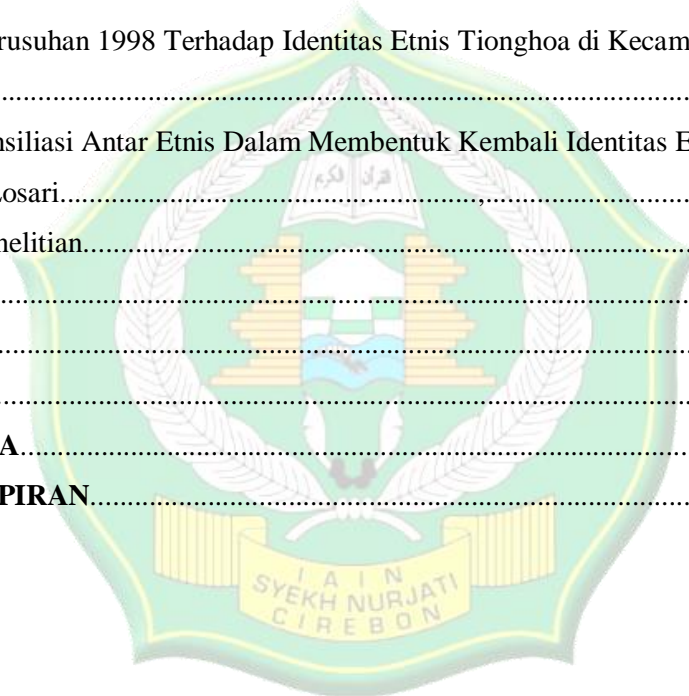 rusuhan 1998 Terhadap Identitas Etnis Tionghoa di Kecam
................................................................................
nsiliasi Antar Etnis Dalam Membentuk Kembali Identitas E
Losari................................................,....................
nelitian..................................................................
................................................................................
................................................................................
................................................................................
A............................................................................
PIRAN.....................................................................
IAIN
SYEKH NURJATI
CIREBON